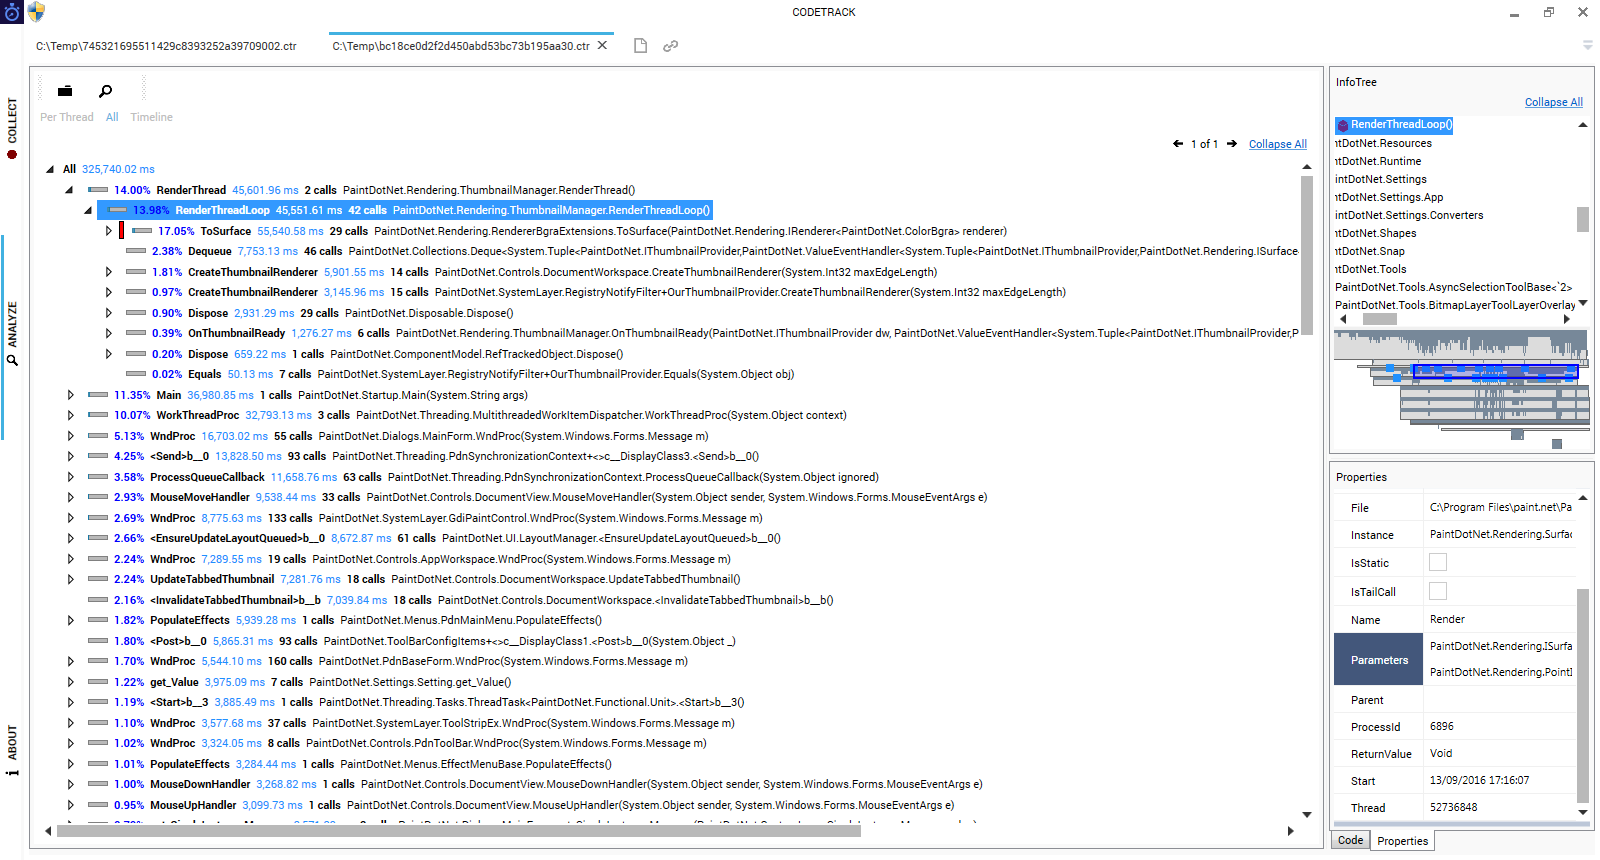 CODETRACK
C:\Temp\745321695511429c8393252a39709002.ctr
C:\Temp\bc18ce0d2f2d450abd53bc73b195aa30.ctr
COLLECT
ANALYZE
ABOUT
Per Thread All Timeline
1 of 1 Collapse All
All 325,740.02 ms
14.00% RenderThread 45,601.96 ms 2 calls PaintDotNet.Rendering.ThumbnailManager.RenderThread()
13.98% RenderThreadLoop 45,551.61 ms 42 calls PaintDotNet.Rendering.ThumbnailManager.RenderThreadLoop()
17.05% ToSurface 55,540.58 ms 29 calls PaintDotNet.Rendering.RendererBgraExtensions.ToSurface(PaintDotNet.Rendering.IRenderer<PaintDotNet.ColorBgra> renderer)
2.38% Dequeue 7,753.13 ms 46 calls PaintDotNet.Collections.Deque<System.Tuple<PaintDotNet.IThumbnailProvider,PaintDotNet.ValueEventHandler<System.Tuple<PaintDotNet.IThumbnailProvider,PaintDotNet.Rendering.ISurface
1.81% CreateThumbnailRenderer 5,901.55 ms 14 calls PaintDotNet.Controls.DocumentWorkspace.CreateThumbnailRenderer(System.Int32 maxEdgeLength)
0.97% CreateThumbnailRenderer 3,145.96 ms 15 calls PaintDotNet.SystemLayer.RegistryNotifyFilter+OurThumbnailProvider.CreateThumbnailRenderer(System.Int32 maxEdgeLength)
0.90% Dispose 2,931.29 ms 29 calls PaintDotNet.Disposable.Dispose()
0.39% OnThumbnailReady 1,276.27 ms 6 calls PaintDotNet.Rendering.ThumbnailManager.OnThumbnailReady(PaintDotNet.IThumbnailProvider dw, PaintDotNet.ValueEventHandler<System.Tuple<PaintDotNet.IThumbnailProvider,P
0.20% Dispose 659.22 ms 1 calls PaintDotNet.ComponentModel.RefTrackedObject.Dispose()
0.02% Equals 50.13 ms 7 calls PaintDotNet.SystemLayer.RegistryNotifyFilter+OurThumbnailProvider.Equals(System.Object obj)
11.35% Main 36,980.85 ms 1 calls PaintDotNet.Startup.Main(System.String args)
10.07% WorkThreadProc 32,793.13 ms 3 calls PaintDotNet.Threading.MultithreadedWorkItemDispatcher.WorkThreadProc(System.Object context)
5.13% WndProc 16,703.02 ms 55 calls PaintDotNet.Dialogs.MainForm.WndProc(System.Windows.Forms.Message m)
4.25% <Send>b__0 13,828.50 ms 93 calls PaintDotNet.Threading.PdnSynchronizationContext+<>c__DisplayClass3.<Send>b__0()
3.58% ProcessQueueCallback 11,658.76 ms 63 calls PaintDotNet.Threading.PdnSynchronizationContext.ProcessQueueCallback(System.Object ignored)
2.93% MouseMoveHandler 9,538.44 ms 33 calls PaintDotNet.Controls.DocumentView.MouseMoveHandler(System.Object sender, System.Windows.Forms.MouseEventArgs e)
2.69% WndProc 8,775.63 ms 133 calls PaintDotNet.SystemLayer.GdiPaintControl.WndProc(System.Windows.Forms.Message m)
2.66% <EnsureUpdateLayoutQueued>b__0 8,672.87 ms 61 calls PaintDotNet.UI.LayoutManager.<EnsureUpdateLayoutQueued>b__0()
2.24% WndProc 7,289.55 ms 19 calls PaintDotNet.Controls.AppWorkspace.WndProc(System.Windows.Forms.Message m)
2.24% UpdateTabbedThumbnail 7,281.76 ms 18 calls PaintDotNet.Controls.DocumentWorkspace.UpdateTabbedThumbnail()
2.16% <InvalidateTabbedThumbnail>b__b 7,039.84 ms 18 calls PaintDotNet.Controls.DocumentWorkspace.<InvalidateTabbedThumbnail>b__b()
1.82% PopulateEffects 5,939.28 ms 1 calls PaintDotNet.Menus.PdnMainMenu.PopulateEffects()
1.80% <Post>b__0 5,865.31 ms 93 calls PaintDotNet.ToolBarConfigItems+<>c__DisplayClass1.<Post>b__0(System.Object _)
1.70% WndProc 5,544.10 ms 160 calls PaintDotNet.PdnBaseForm.WndProc(System.Windows.Forms.Message m)
1.22% get_Value 3,975.09 ms 7 calls PaintDotNet.Settings.Setting.get_Value()
1.19% <Start>b__3 3,885.49 ms 1 calls PaintDotNet.Threading.Tasks.ThreadTask<PaintDotNet.Functional.Unit>.<Start>b__3()
1.10% WndProc 3,577.68 ms 37 calls PaintDotNet.SystemLayer.ToolStripEx.WndProc(System.Windows.Forms.Message m)
1.02% WndProc 3,324.05 ms 8 calls PaintDotNet.Controls.PdnToolBar.WndProc(System.Windows.Forms.Message m)
1.01% PopulateEffects 3,284.44 ms 1 calls PaintDotNet.Menus.EffectMenuBase.PopulateEffects()
1.00% MouseDownHandler 3,268.82 ms 1 calls PaintDotNet.Controls.DocumentView.MouseDownHandler(System.Object sender, System.Windows.Forms.MouseEventArgs e)
0.95% MouseUpHandler 3,099.73 ms 1 calls PaintDotNet.Controls.DocumentView.MouseUpHandler(System.Object sender, System.Windows.Forms.MouseEventArgs e)
InfoTree
Collapse All
RenderThreadLoop()
ntDotNet.Resources
ntDotNet.Runtime
aintDotNet.Settings
aintDotNet.Settings.App
aintDotNet.Settings.Converters
ntDotNet.Shapes
ntDotNet.Snap
ntDotNet.Tools
PaintDotNet.Tools.AsyncSelectionToolBase<`2>
PaintDotNet.Tools.BitmapLayerToolLayerOverlay
Properties
File C:\Program Files\paint.net\Pa
Instance PaintDotNet.Rendering.Surfac
IsStatic
IsTailCall
Name Render
Parameters PaintDotNet.Rendering.ISurfa
PaintDotNet.Rendering.PointI
Parent
ProcessId 6896
ReturnValue Void
Start 13/09/2016 17:16:07
Thread 52736848
Code Properties